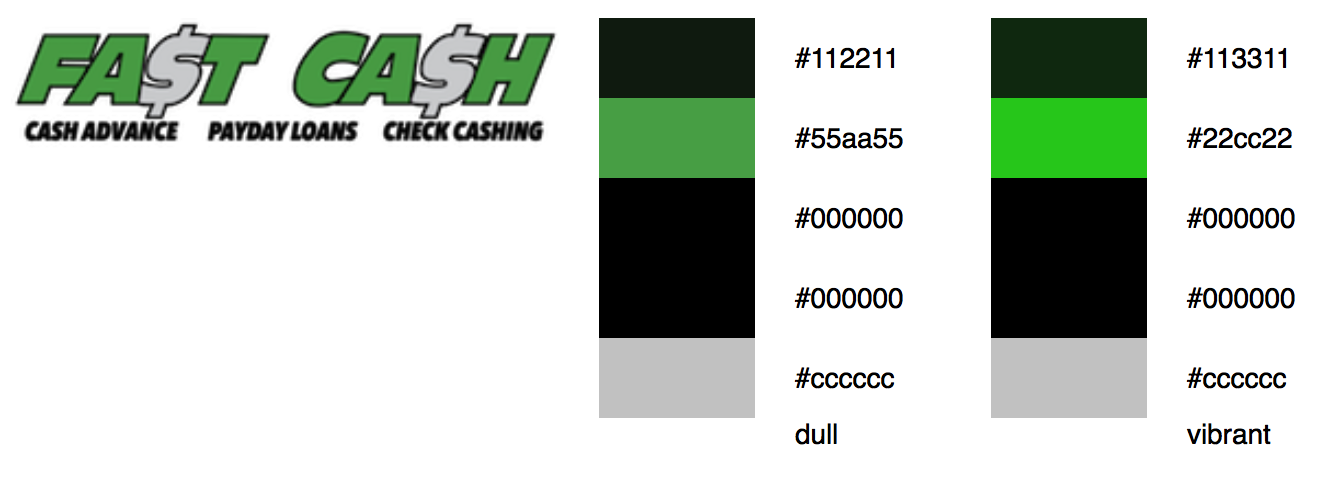 FA$T CA$H
CASH ADVANCE PAYDAY LOANS CHECK CASHING
#112211
#55aa55
#000000
#000000
#cccccc
dull
#113311
#22cc22
#000000
#000000
#cccccc
vibrant